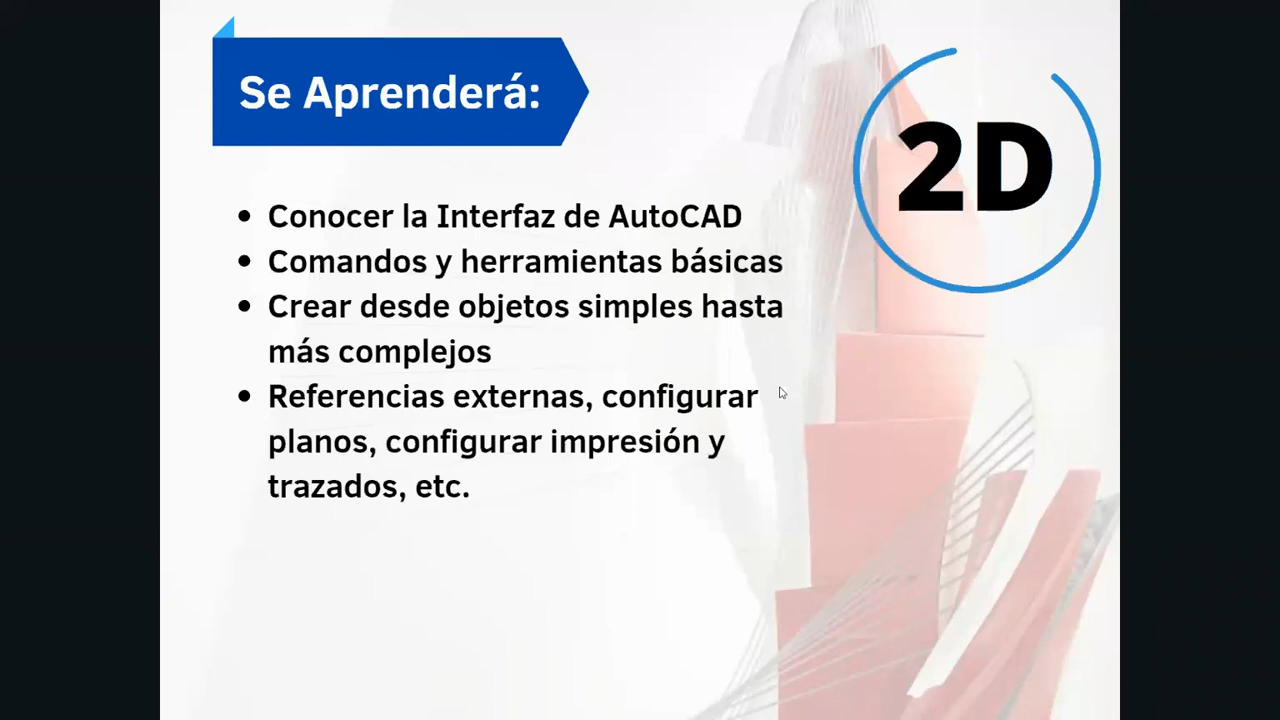 Se Aprenderá:
2D
• Conocer la Interfaz de AutoCAD
• Comandos y herramientas básicas
• Crear desde objetos simples hasta
más complejos
• Referencias externas, configurar
planos, configurar impresión y
trazados, etc.